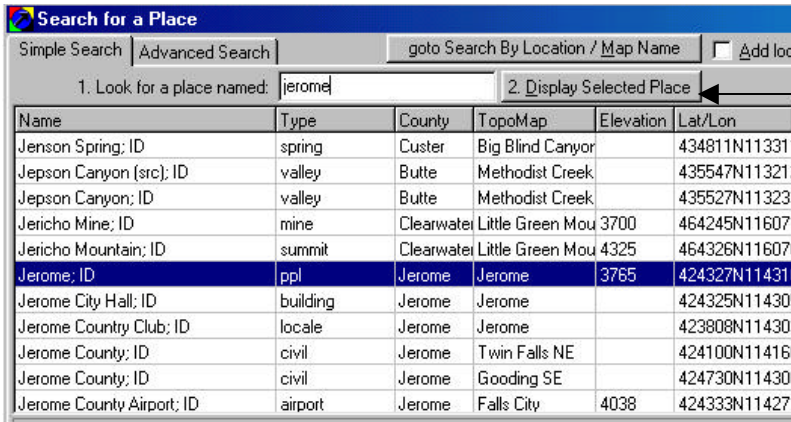 Search for a Place
Simple Search Advanced Search goto Search By Location / Map Name Add loc
1. Look for a place named: jerome 2. Display Selected Place
Name Type County TopoMap Elevation Lat/Lon
Jenson Spring; ID spring Custer Big Blind Canyon 434811N11331
Jepson Canyon (src); ID valley Butte Methodist Creek 435547N11321
Jepson Canyon; ID valley Butte Methodist Creek 435527N11323
Jericho Mine; ID mine Clearwater Little Green Mou 3700 464245N11607
Jericho Mountain; ID summit Clearwater Little Green Mou 4325 464326N11607
Jerome; ID ppl Jerome Jerome 3765 424327N11431
Jerome City Hall; ID building Jerome Jerome 424325N11430
Jerome Country Club; ID locale Jerome Jerome 423808N11430
Jerome County; ID civil Jerome Twin Falls NE 424100N11416
Jerome County; ID civil Jerome Gooding SE 424730N11430
Jerome County Airport; ID airport Jerome Falls City 4038 424333N11427